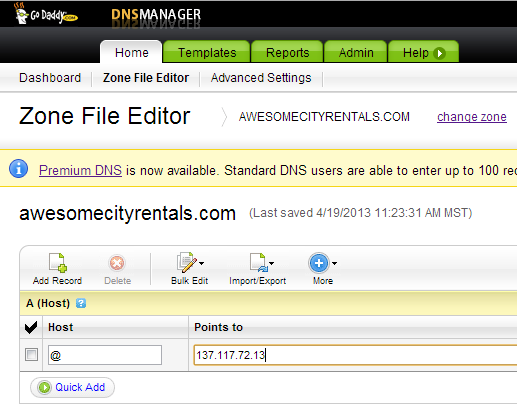 Go Daddy.com DNSMANAGER
Home Templates Reports Admin Help
Dashboard Zone File Editor Advanced Settings
Zone File Editor AWESOMECITYRENTALS.COM change zone
Premium DNS is now available. Standard DNS users are able to enter up to 100 rec
awesomecityrentals.com (Last saved 4/19/2013 11:23:31 AM MST)
Add Record Delete Bulk Edit Import/Export More
A (Host) ?
Host Points to
@ 137.117.72.13
Quick Add